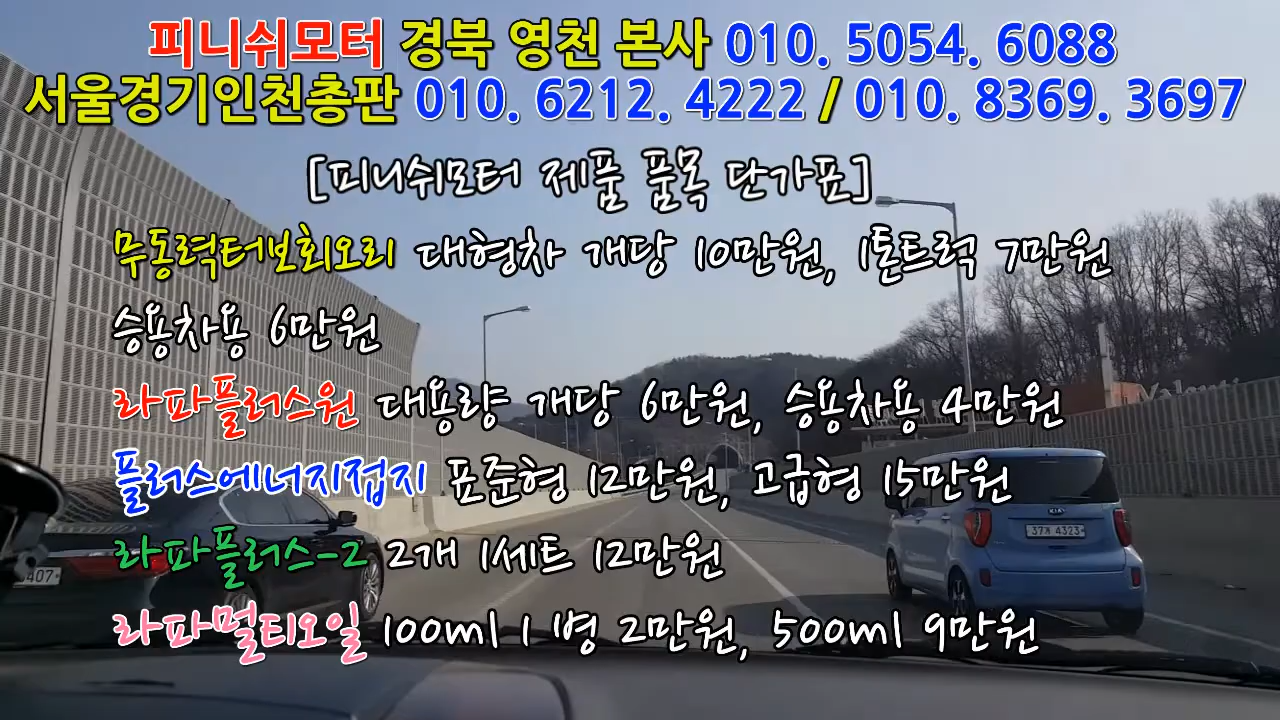 피니쉬모터 경북 영천 본사 010. 5054. 6088
서울경기인천총판 010. 6212. 4222 / 010. 8369. 3697
[피니쉬모터 제품 품목 단가표]
무동력터보회오리 대형차 개당 10만원, 1톤트럭 7만원
승용차용 6만원
라파플러스원 대용량 개당 6만원, 승용차용 4만원
플러스에너지접지 표준형 12만원, 고급형 15만원
KIA
37게 4323
라파플러스-2 2개 1세트 12만원
407
라파멀티오일 100ml 1 병 2만원, 500ml 9만원